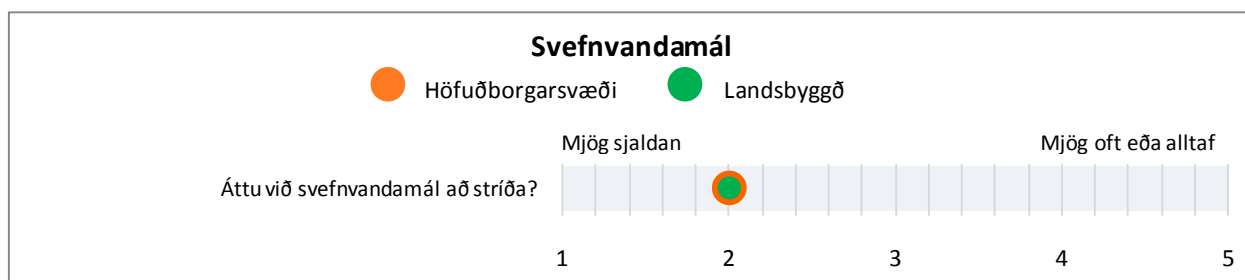 Svefnvandamál
Höfuðborgarsvæði Landsbyggð
Mjög sjaldan Mjög oft eða alltaf
Áttu við svefnvandamál að stríða?
1 2 3 4 5